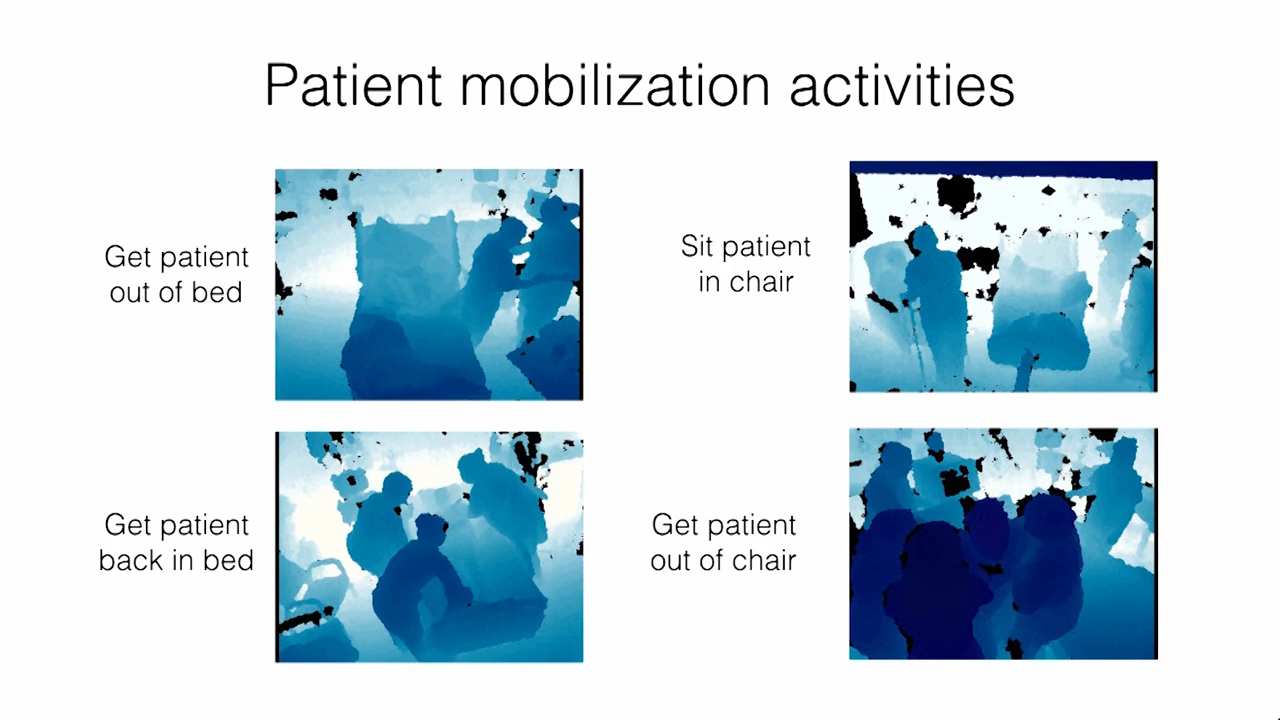 Patient mobilization activities
Get patient
out of bed
Sit patient
in chair
Get patient
back in bed
Get patient
out of chair